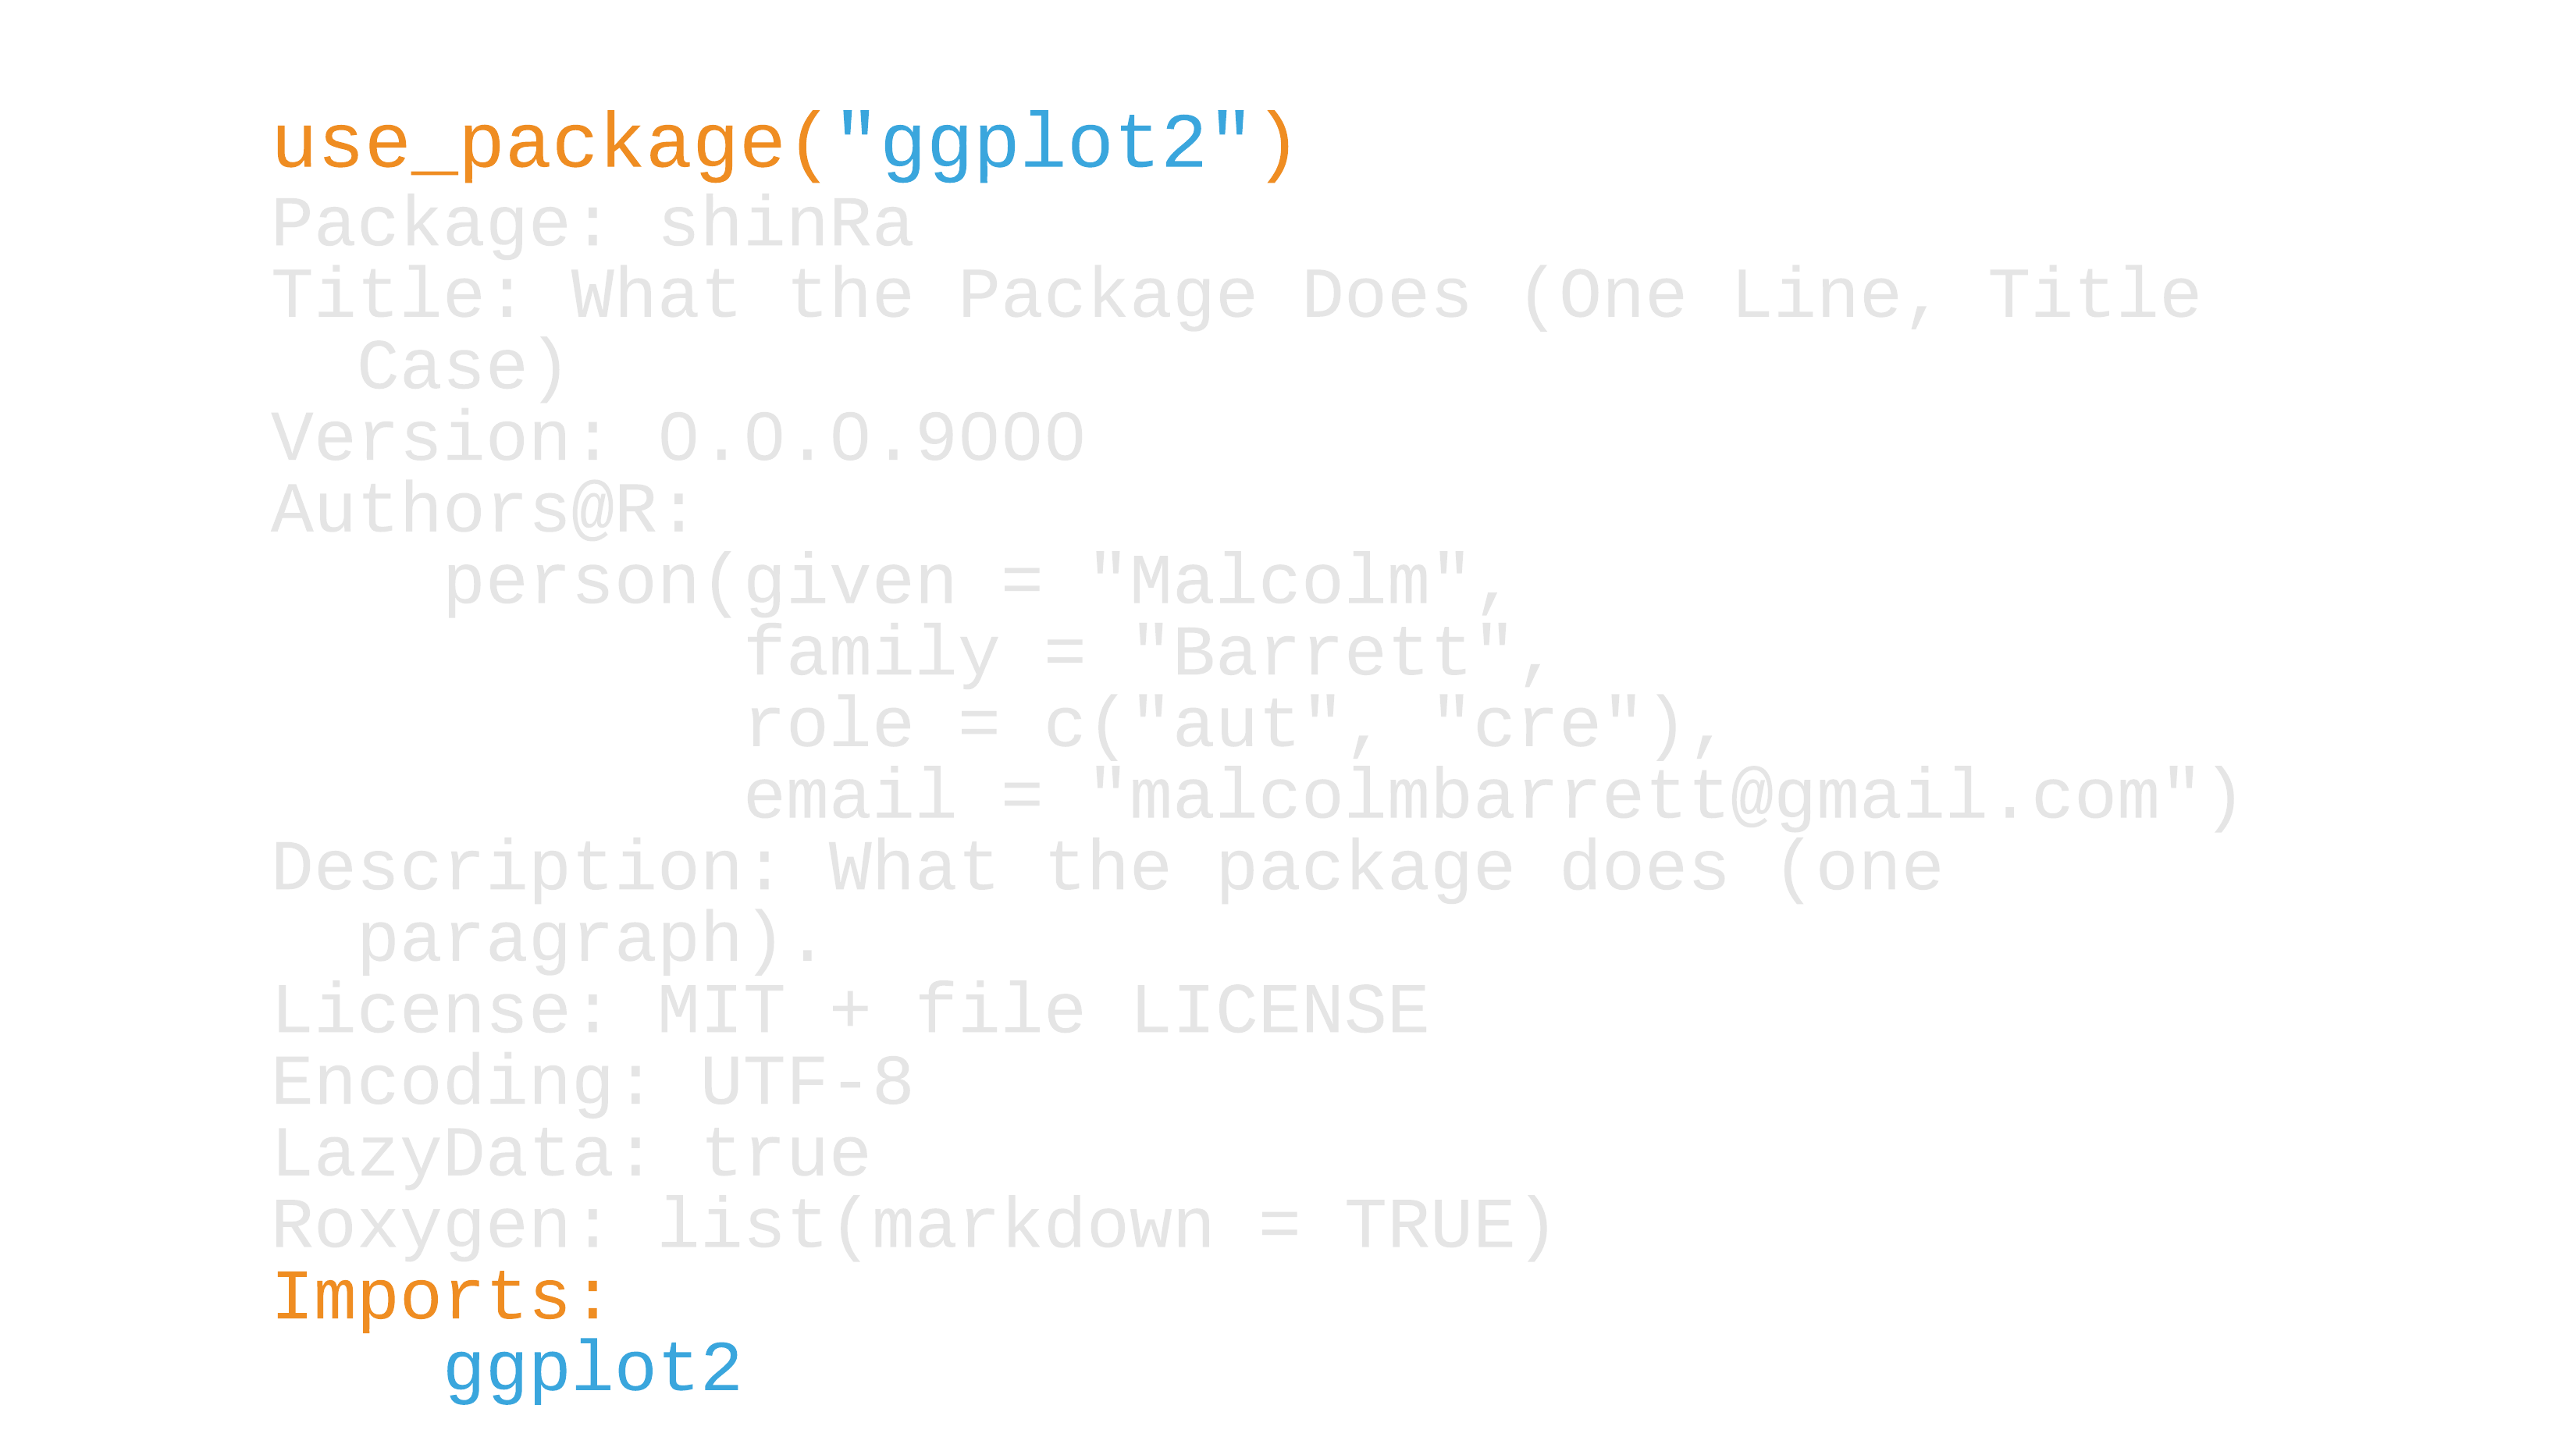 use_package("ggplot2")
Package: shinRa
Title: What the Package Does (One Line, Title
  Case)
Version: 0.0.0.9000
Authors@R:
    person(given = "Malcolm",
           family = "Barrett",
           role = c("aut", "cre"),
           email = "malcolmbarrett@gmail.com")
Description: What the package does (one
  paragraph).
License: MIT + file LICENSE
Encoding: UTF-8
LazyData: true
Roxygen: list(markdown = TRUE)
Imports:
    ggplot2